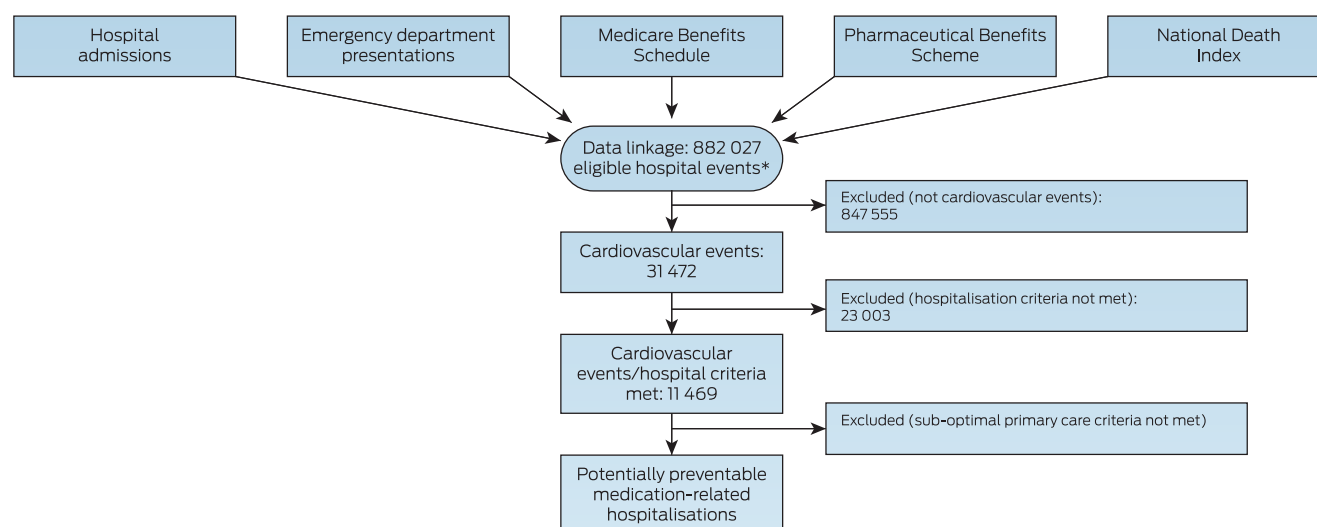 Hospital
admissions
Emergency department
presentations
Medicare Benefits
Schedule
Pharmaceutical Benefits
Scheme
National Death
Index
Data linkage: 882 027
eligible hospital events*
Excluded (not cardiovascular events):
847 555
Cardiovascular events:
31 472
Excluded (hospitalisation criteria not met):
23 003
Cardiovascular
events/hospital criteria
met: 11 469
Excluded (sub-optimal primary care criteria not met)
Potentially preventable
medication-related
hospitalisations